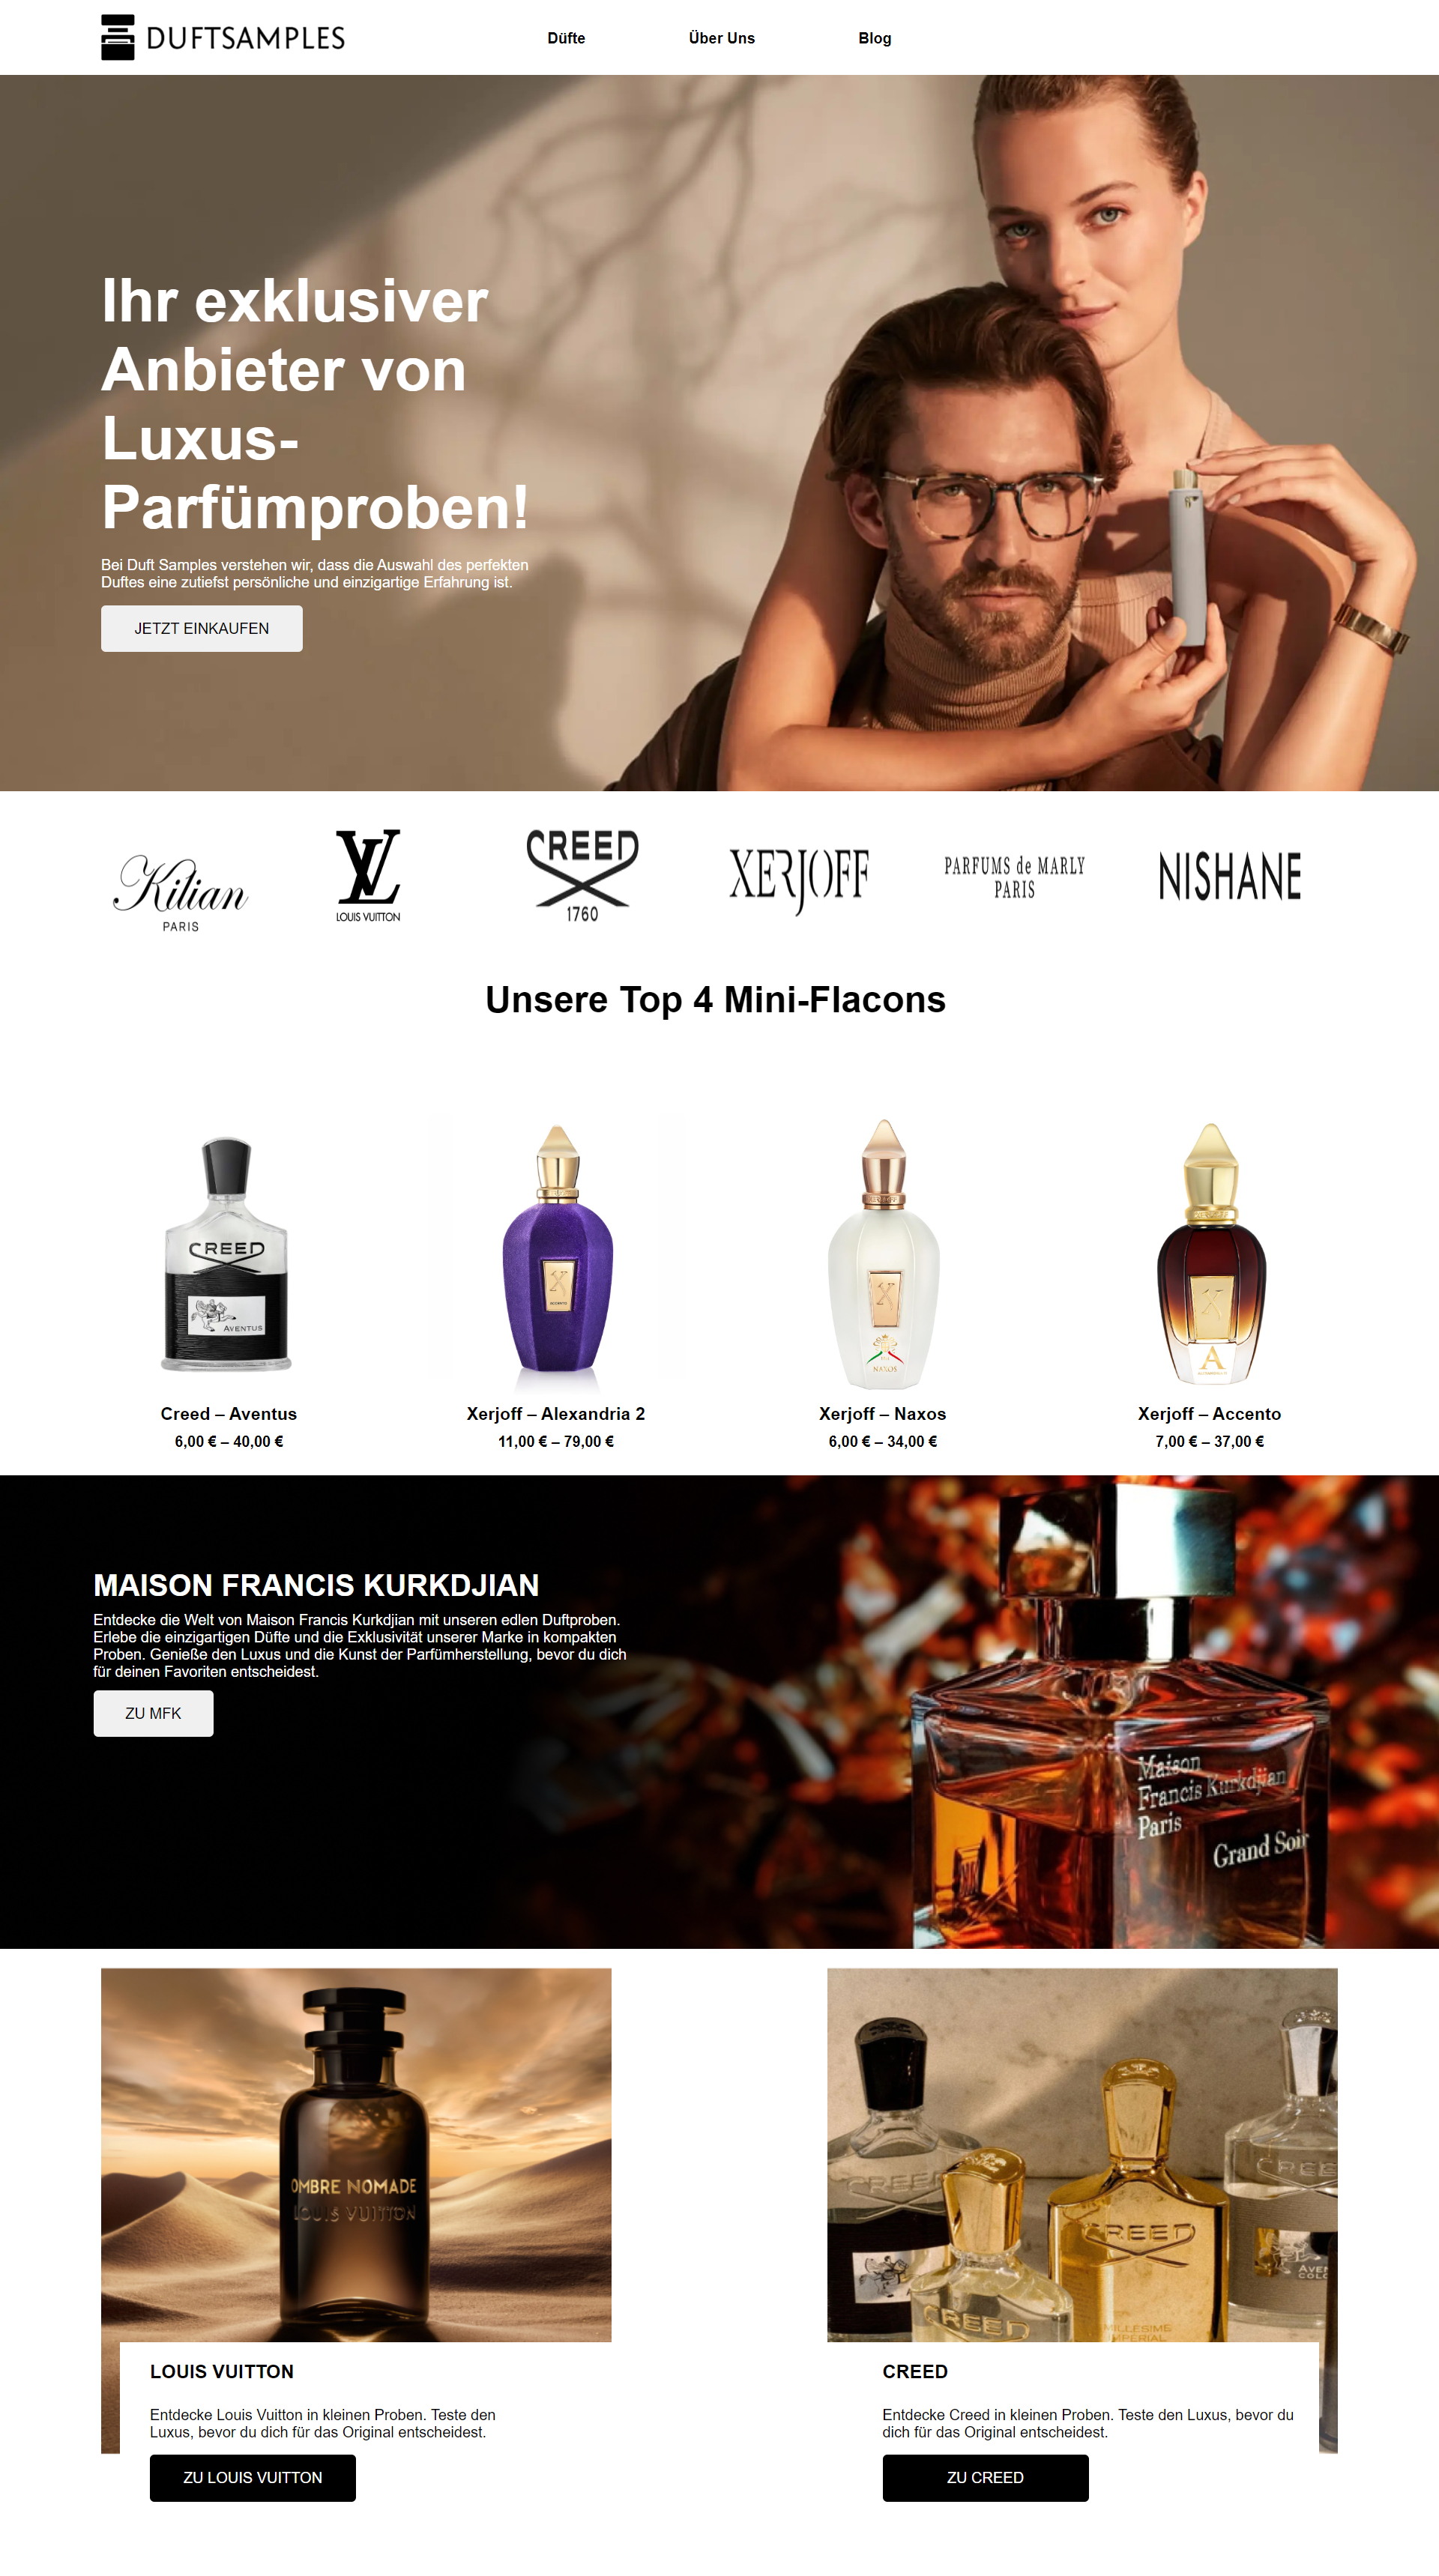 DUFTSAMPLES
Düfte
Über Uns
Blog
Ihr exklusiver
Anbieter von
Luxus-
Parfümproben!
Bei Duft Samples verstehen wir, dass die Auswahl des perfekten
Duftes eine zutiefst persönliche und einzigartige Erfahrung ist.
JETZT EINKAUFEN
Kilian
PARIS
LV
LOUIS VUITTON
CREED
1760
XERJOFF
PARFUMS de MARLY
PARIS
NISHANE
Unsere Top 4 Mini-Flacons
CREED
AVENTUS
X
ACCENTO
X
NAXOS
X
A
Creed – Aventus
6,00 € – 40,00 €
Xerjoff – Alexandria 2
11,00 € – 79,00 €
Xerjoff – Naxos
6,00 € – 34,00 €
Xerjoff – Accento
7,00 € – 37,00 €
MAISON FRANCIS KURKDJIAN
Entdecke die Welt von Maison Francis Kurkdjian mit unseren edlen Duftproben.
Erlebe die einzigartigen Düfte und die Exklusivität unserer Marke in kompakten
Proben. Genieße den Luxus und die Kunst der Parfümherstellung, bevor du dich
für deinen Favoriten entscheidest.
ZU MFK
Maison
Francis Kurkdjian
Paris
Grand Soir
OMBRE NOMADE
LOUIS VUITTON
CREED
CREED
CREED
MILLÉSIME
IMPERIAL
LOUIS VUITTON
Entdecke Louis Vuitton in kleinen Proben. Teste den
Luxus, bevor du dich für das Original entscheidest.
ZU LOUIS VUITTON
CREED
Entdecke Creed in kleinen Proben. Teste den Luxus, bevor du
dich für das Original entscheidest.
ZU CREED